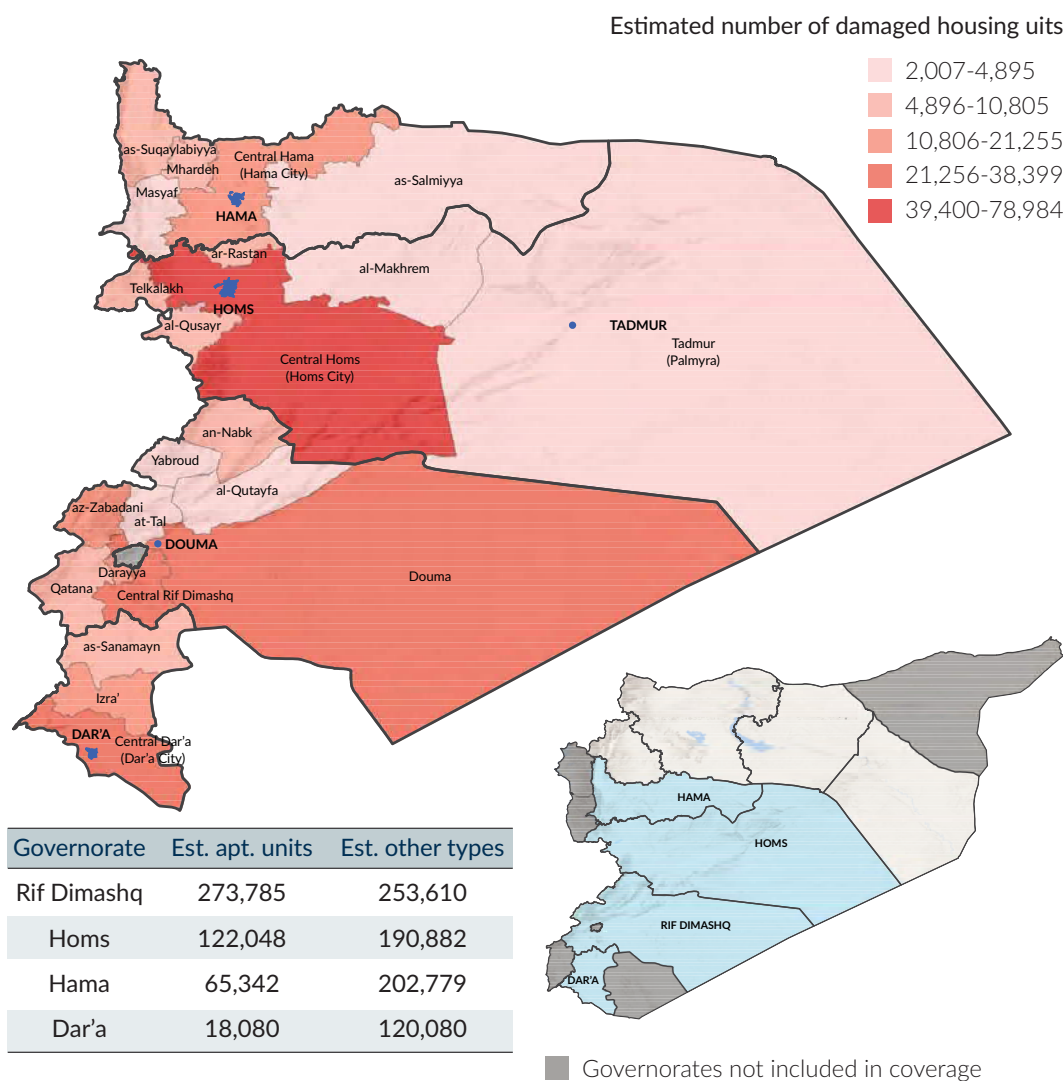 Estimated number of damaged housing uits
2,007-4,895
4,896-10,805
10,806-21,255
21,256-38,399
39,400-78,984
as-Suqaylabiyya
Mhardeh
Central Hama
(Hama City)
as-Salmiyya
Masyaf
HAMA
ar-Rastan
al-Makhrem
Telkalakh
HOMS
al-Qusayr
TADMUR
Tadmur
(Palmyra)
Central Homs
(Homs City)
an-Nabk
Yabroud
al-Qutayfa
az-Zabadani
at-Tal
DOUMA
Darayya
Douma
Qatana
Central Rif Dimashq
as-Sanamayn
Izra'
DAR'A
Central Dar'a
(Dar'a City)
HAMA
HOMS
RIF DIMASHQ
DAR'A
Governorate Est. apt. units Est. other types
Rif Dimashq 273,785 253,610
Homs 122,048 190,882
Hama 65,342 202,779
Dar'a 18,080 120,080
Governorates not included in coverage